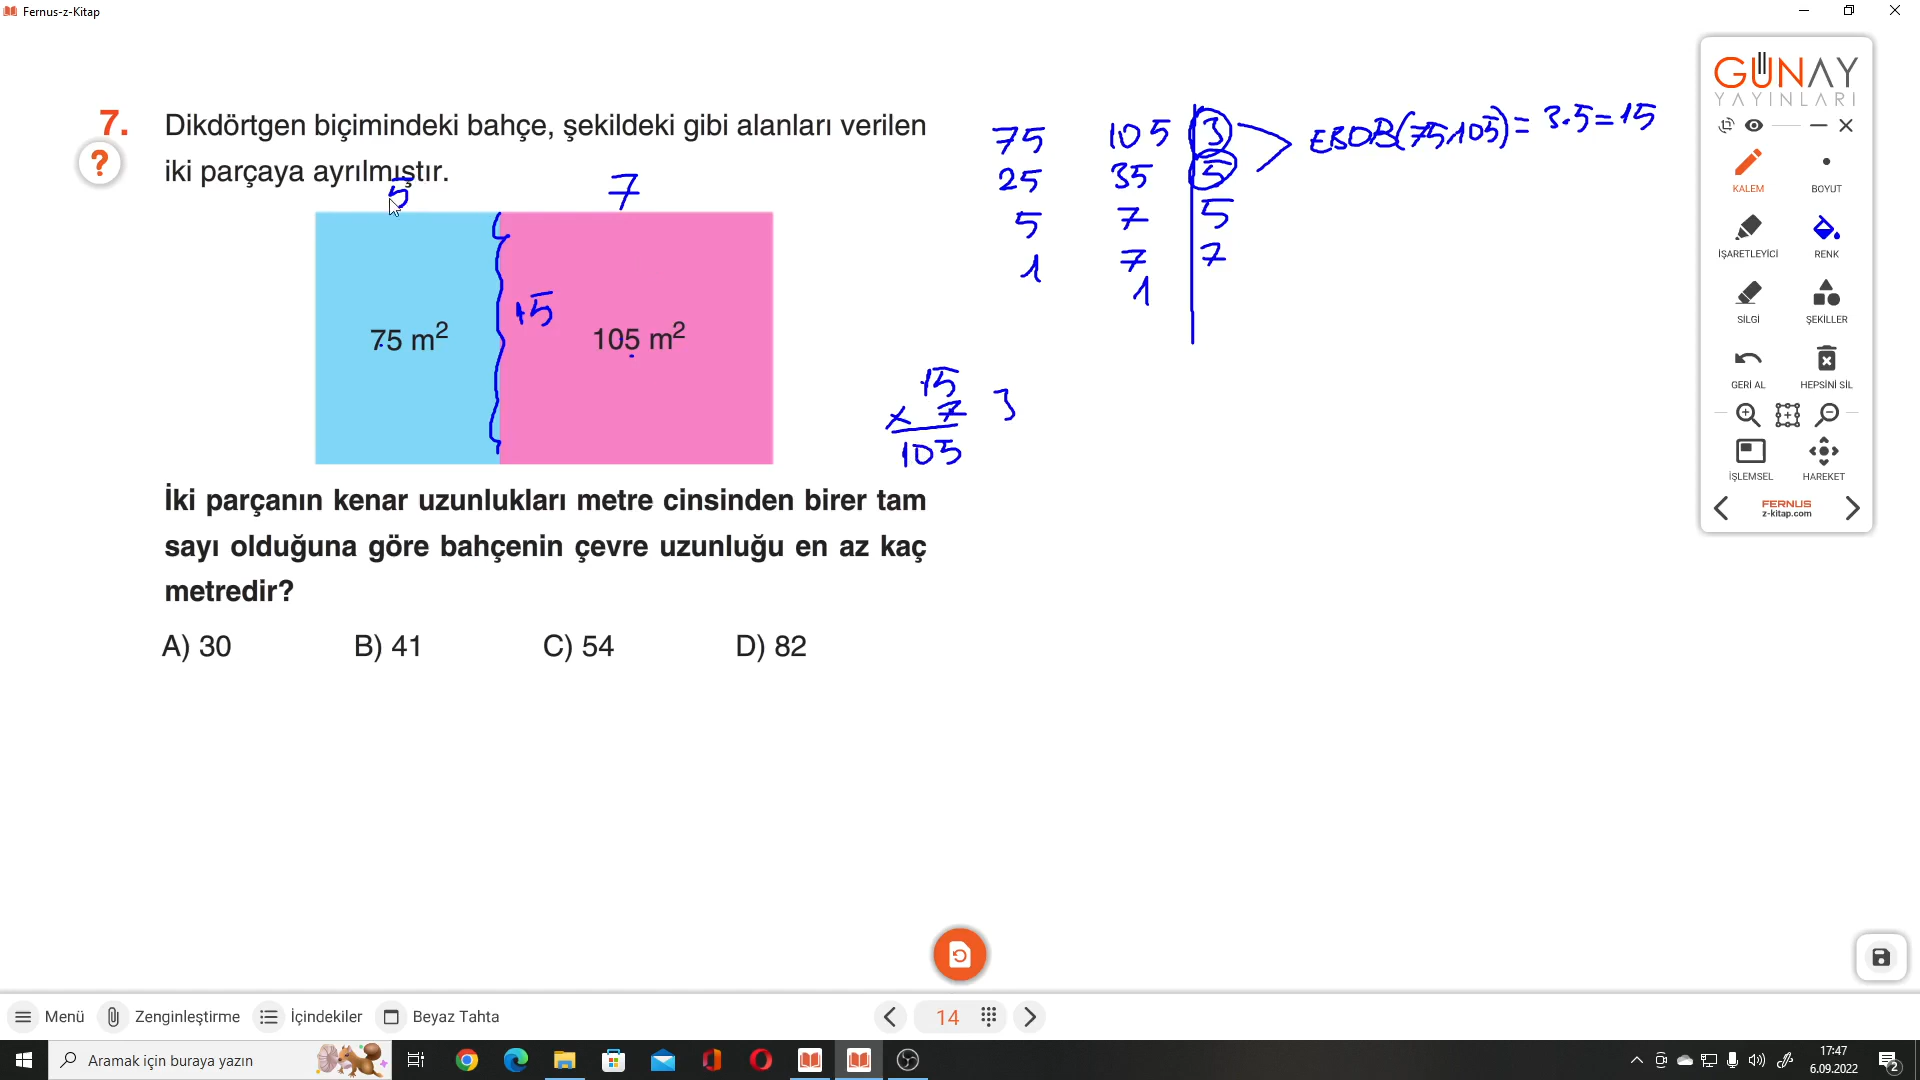 Fernus-z-Kitap
7. Dikdörtgen biçimindeki bahçe, şekildeki gibi alanları verilen
? iki parçaya ayrılmıştır.
5 7
75 m²
15
105 m²
İki parçanın kenar uzunlukları metre cinsinden birer tam
sayı olduğuna göre bahçenin çevre uzunluğu en az kaç
metredir?
A) 30 B) 41 C) 54 D) 82
75 105 3
25 35 5
5 7 5
1 7 7
1
EBOB(75,105) = 3.5=15
15
x 7 3
105
GÜNAY
YAYINLARI
KALEM BOYUT
İŞARETLEYİCİ RENK
SİLGİ ŞEKİLLER
GERİ AL HEPSİNİ SİL
İŞLEMSEL HAREKET
FERNUS
z-kitap.com
Menü Zenginleştirme İçindekiler Beyaz Tahta 14
Aramak için buraya yazın
17:47
6.09.2022
2